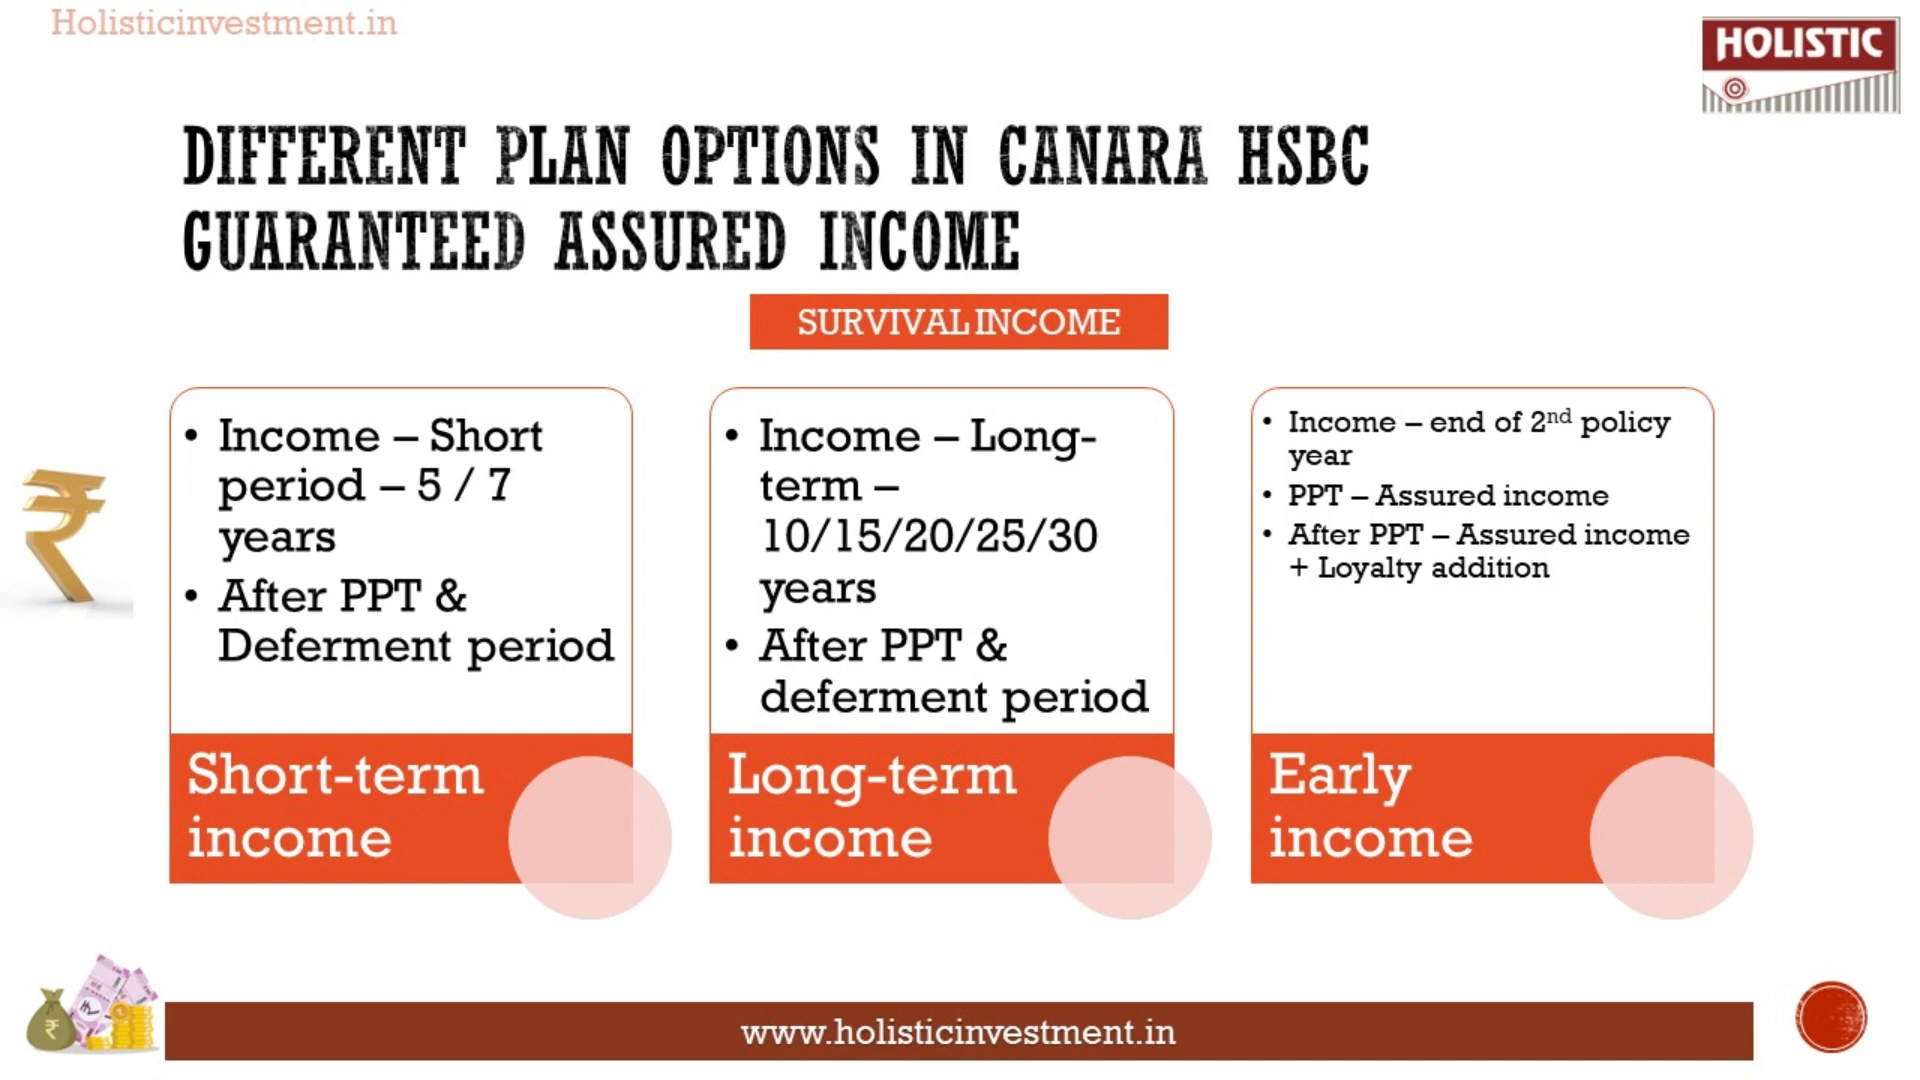 Holisticinvestment.in
HOLISTIC
DIFFERENT PLAN OPTIONS IN CANARA HSBC
GUARANTEED ASSURED INCOME
SURVIVAL INCOME
• Income – Short
period – 5 / 7
years
• After PPT &
Deferment period
Short-term
income
• Income – Long-
term –
10/15/20/25/30
years
• After PPT &
deferment period
Long-term
income
• Income – end of 2nd policy
year
• PPT – Assured income
• After PPT – Assured income
+ Loyalty addition
Early
income
www.holisticinvestment.in